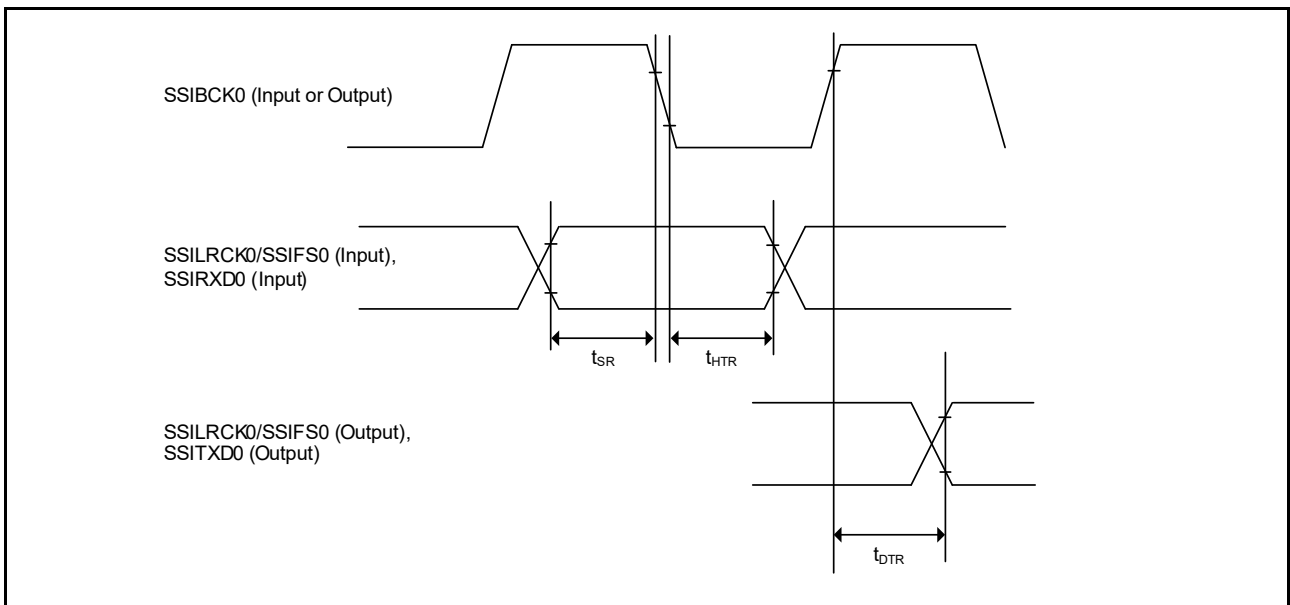 SSIBCK0 (Input or Output)
SSILRCK0/SSIFS0 (Input),
SSIRXD0 (Input)
tSR
tHTR
SSILRCK0/SSIFS0 (Output),
SSITXD0 (Output)
tDTR